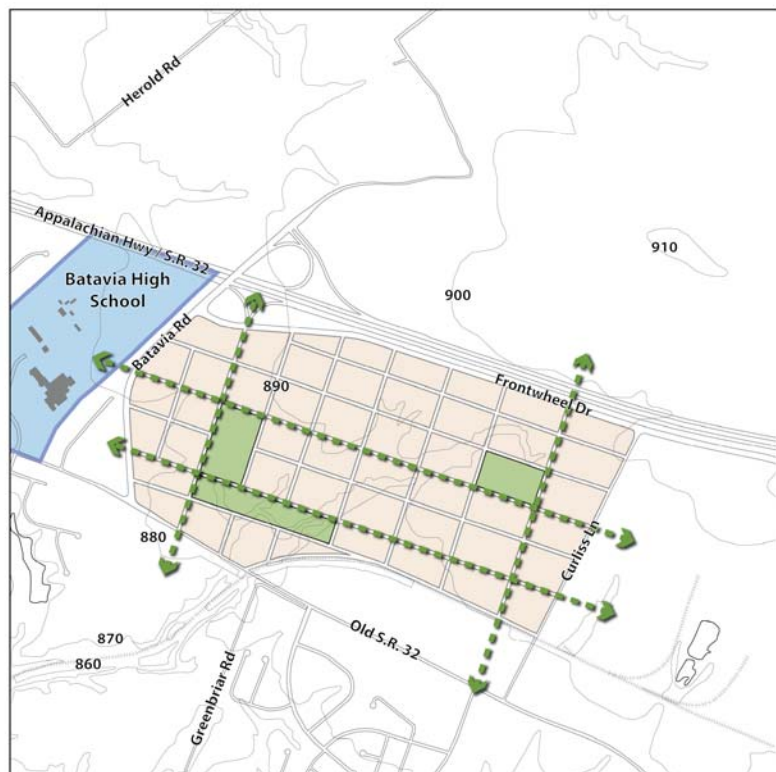 Herold Rd
910
Appalachian Hwy / S.R. 32
Batavia High
School
900
Batavia Rd
890
Frontwheel Dr
880
Curliss Ln
Old S.R. 32
870
860
Greenbriar Rd